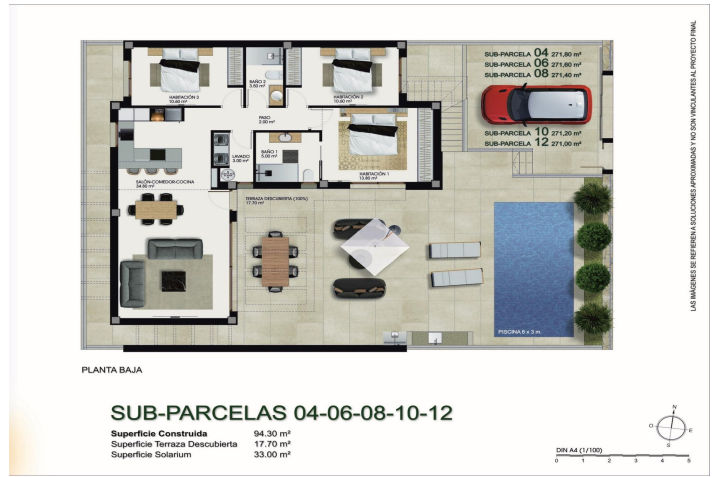 SUB-PARCELA 04 271,80 m²
SUB-PARCELA 06 271,60 m²
SUB-PARCELA 08 271,40 m²
SUB-PARCELA 10 271,20 m²
SUB-PARCELA 12 271,00 m²
HABITACIÓN 3
10.60 m²
BAÑO 2
3.50 m²
HABITACIÓN 2
10.60 m²
PASO
2.00 m²
LAVADO
3.00 m²
BAÑO 1
5.00 m²
HABITACIÓN 1
13.80 m²
SALÓN-COMEDOR-COCINA
34.80 m²
TERRAZA DESCUBIERTA (100%)
17.70 m²
PISCINA 6 x 3 m.
LAS IMÁGENES SE REFIEREN A SOLUCIONES APROXIMADAS Y NO SON VINCULANTES AL PROYECTO FINAL
PLANTA BAJA
SUB-PARCELAS 04-06-08-10-12
Superficie Construida 94.30 m²
Superficie Terraza Descubierta 17.70 m²
Superficie Solarium 33.00 m²
N
O
E
S
DIN A4 (1/100)
0 1 2 3 4 5